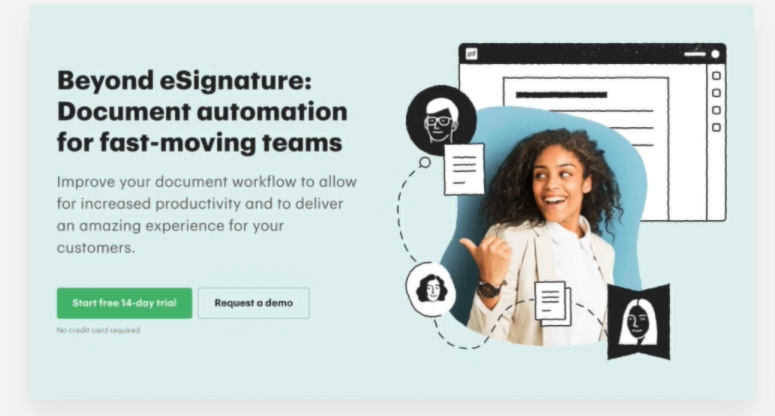 Beyond eSignature:
Document automation
for fast-moving teams
Improve your document workflow to allow
for increased productivity and to deliver
an amazing experience for your
customers.
Start free 14-day trial
Request a demo
No credit card required
pd